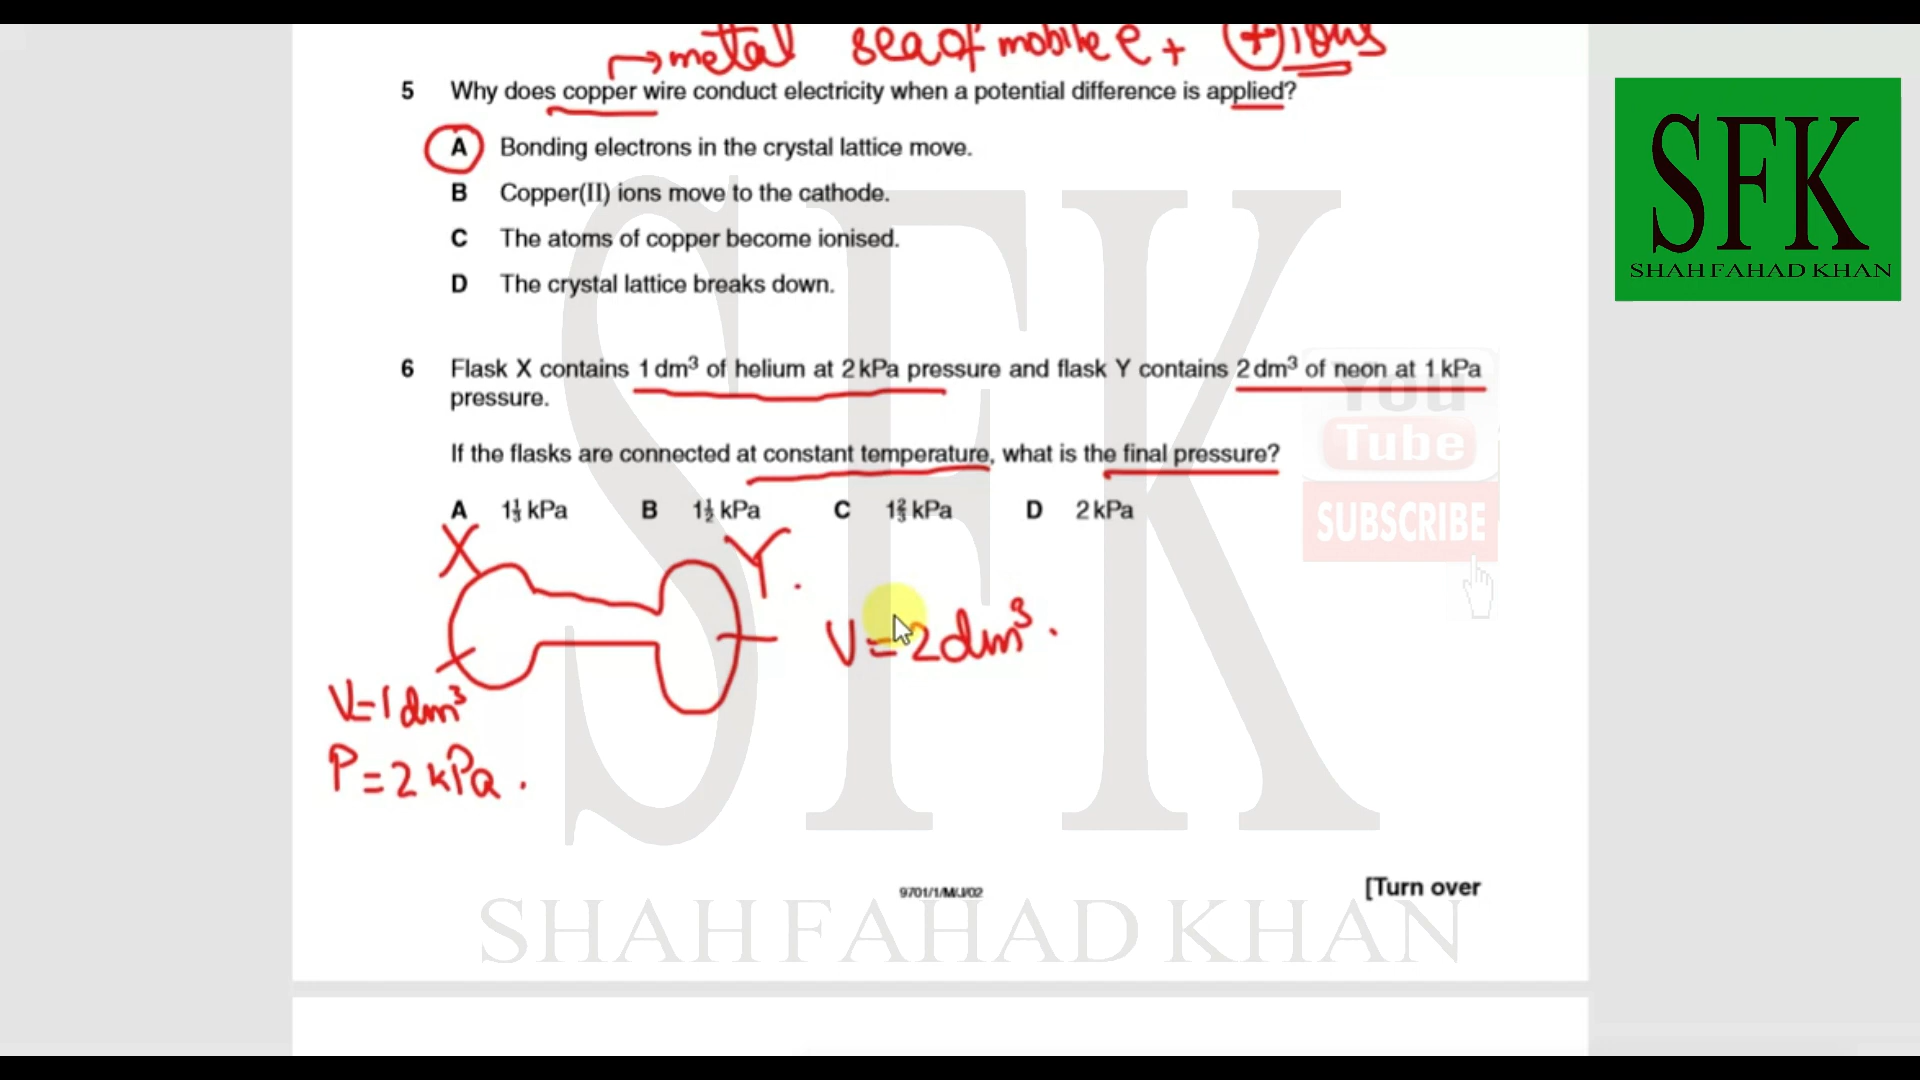 →metal sea of mobile e + (+) ions
5 Why does copper wire conduct electricity when a potential difference is applied?
A Bonding electrons in the crystal lattice move.
B Copper(II) ions move to the cathode.
C The atoms of copper become ionised.
D The crystal lattice breaks down.
6 Flask X contains 1 dm³ of helium at 2 kPa pressure and flask Y contains 2 dm³ of neon at 1 kPa
pressure.
If the flasks are connected at constant temperature, what is the final pressure?
A 1⅓ kPa B 1½ kPa C 1⅔ kPa D 2 kPa
X Y.
V=2dm³.
V=1dm³
P=2kPa.
9701/1/M/J/02
[Turn over
SFK
SHAH FAHAD KHAN
SFK
SHAH FAHAD KHAN
You
Tube
SUBSCRIBE